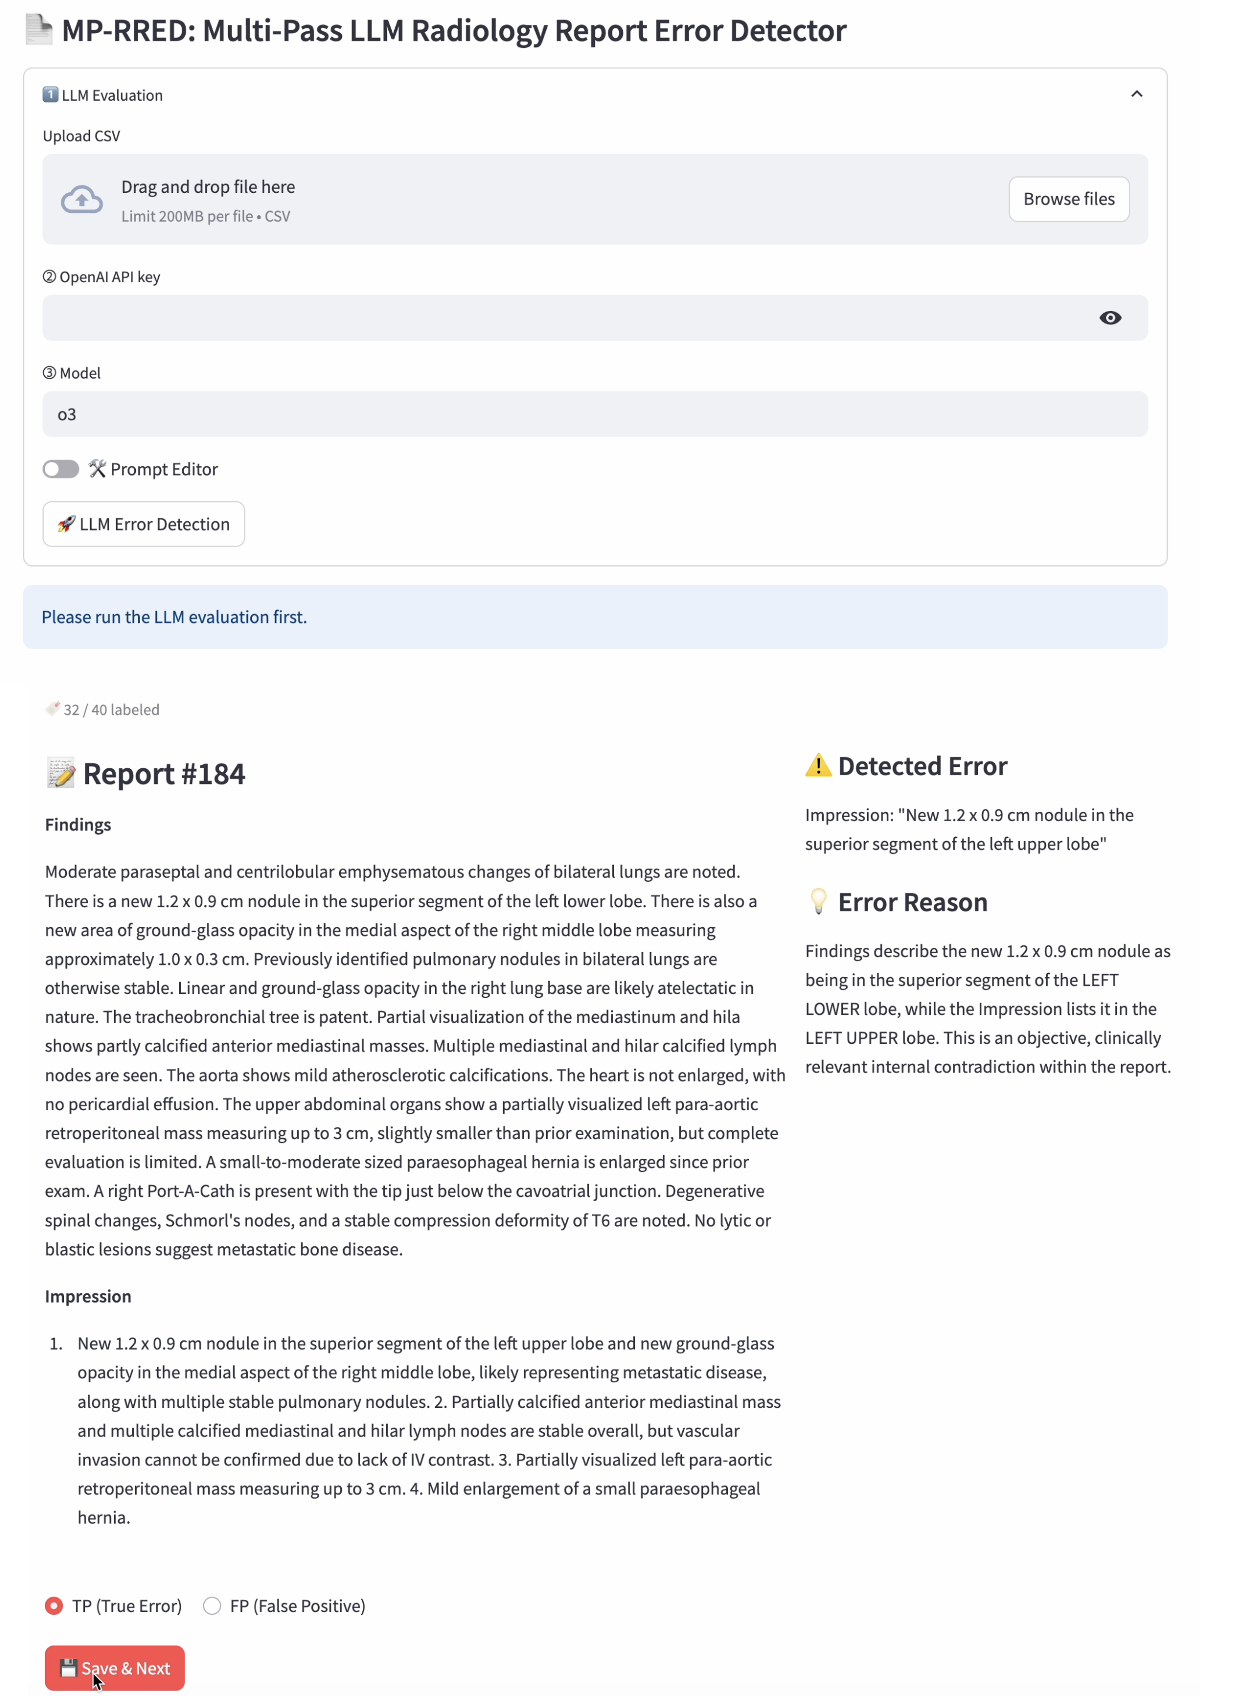 MP-RRED: Multi-Pass LLM Radiology Report Error Detector
1 LLM Evaluation
Upload CSV
Drag and drop file here
Limit 200MB per file • CSV
Browse files
② OpenAI API key
③ Model
o3
Prompt Editor
LLM Error Detection
Please run the LLM evaluation first.
32 / 40 labeled
Report #184
Findings
Moderate paraseptal and centrilobular emphysematous changes of bilateral lungs are noted.
There is a new 1.2 x 0.9 cm nodule in the superior segment of the left lower lobe. There is also a
new area of ground-glass opacity in the medial aspect of the right middle lobe measuring
approximately 1.0 x 0.3 cm. Previously identified pulmonary nodules in bilateral lungs are
otherwise stable. Linear and ground-glass opacity in the right lung base are likely atelectatic in
nature. The tracheobronchial tree is patent. Partial visualization of the mediastinum and hila
shows partly calcified anterior mediastinal masses. Multiple mediastinal and hilar calcified lymph
nodes are seen. The aorta shows mild atherosclerotic calcifications. The heart is not enlarged, with
no pericardial effusion. The upper abdominal organs show a partially visualized left para-aortic
retroperitoneal mass measuring up to 3 cm, slightly smaller than prior examination, but complete
evaluation is limited. A small-to-moderate sized paraesophageal hernia is enlarged since prior
exam. A right Port-A-Cath is present with the tip just below the cavoatrial junction. Degenerative
spinal changes, Schmorl's nodes, and a stable compression deformity of T6 are noted. No lytic or
blastic lesions suggest metastatic bone disease.
Impression
1. New 1.2 x 0.9 cm nodule in the superior segment of the left upper lobe and new ground-glass
opacity in the medial aspect of the right middle lobe, likely representing metastatic disease,
along with multiple stable pulmonary nodules. 2. Partially calcified anterior mediastinal mass
and multiple calcified mediastinal and hilar lymph nodes are stable overall, but vascular
invasion cannot be confirmed due to lack of IV contrast. 3. Partially visualized left para-aortic
retroperitoneal mass measuring up to 3 cm. 4. Mild enlargement of a small paraesophageal
hernia.
Detected Error
Impression: "New 1.2 x 0.9 cm nodule in the
superior segment of the left upper lobe"
Error Reason
Findings describe the new 1.2 x 0.9 cm nodule as
being in the superior segment of the LEFT
LOWER lobe, while the Impression lists it in the
LEFT UPPER lobe. This is an objective, clinically
relevant internal contradiction within the report.
TP (True Error)
FP (False Positive)
Save & Next